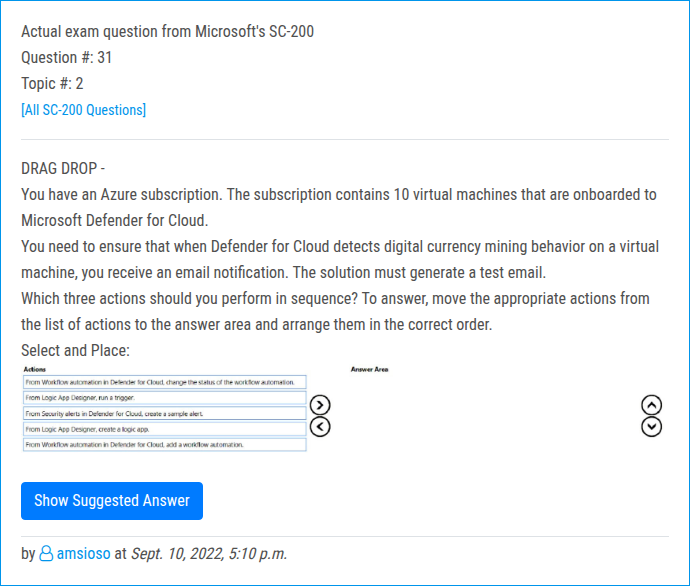 Actual exam question from Microsoft's SC-200
Question #: 31
Topic #: 2
[All SC-200 Questions]
DRAG DROP -
You have an Azure subscription. The subscription contains 10 virtual machines that are onboarded to
Microsoft Defender for Cloud.
You need to ensure that when Defender for Cloud detects digital currency mining behavior on a virtual
machine, you receive an email notification. The solution must generate a test email.
Which three actions should you perform in sequence? To answer, move the appropriate actions from
the list of actions to the answer area and arrange them in the correct order.
Select and Place:
Actions
Answer Area
From Workflow automation in Defender for Cloud, change the status of the workflow automation.
From Logic App Designer, run a trigger.
From Security alerts in Defender for Cloud, create a sample alert.
From Logic App Designer, create a logic app.
From Workflow automation in Defender for Cloud, add a workflow automation.
Show Suggested Answer
by amsioso at Sept. 10, 2022, 5:10 p.m.